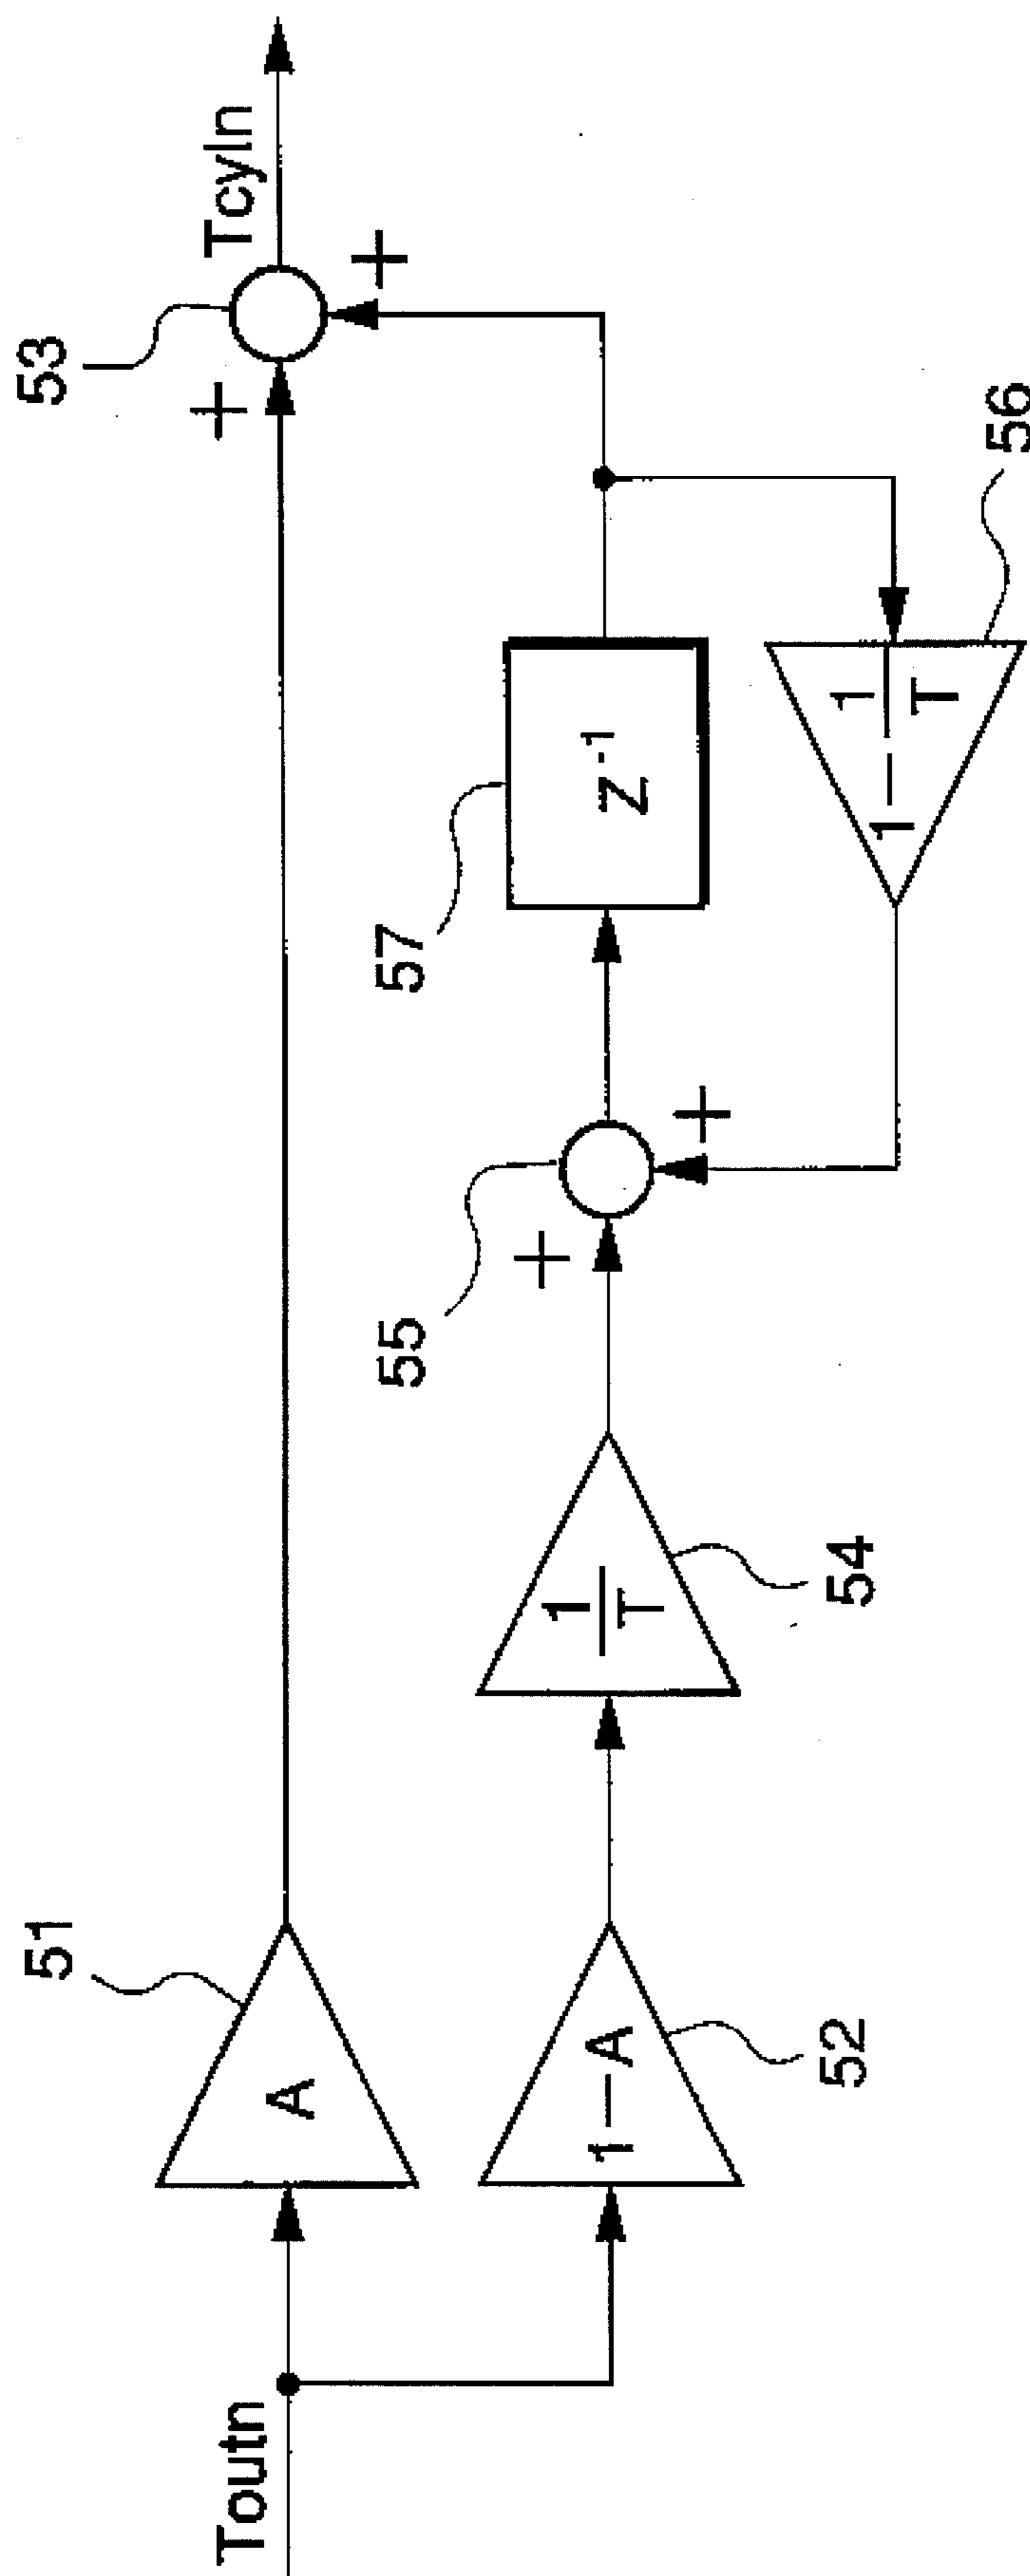 Toutn
51
A
53
+
+
Tcyln
52
1-A
54
1/T
55
+
+
57
Z⁻¹
56
1-1/T